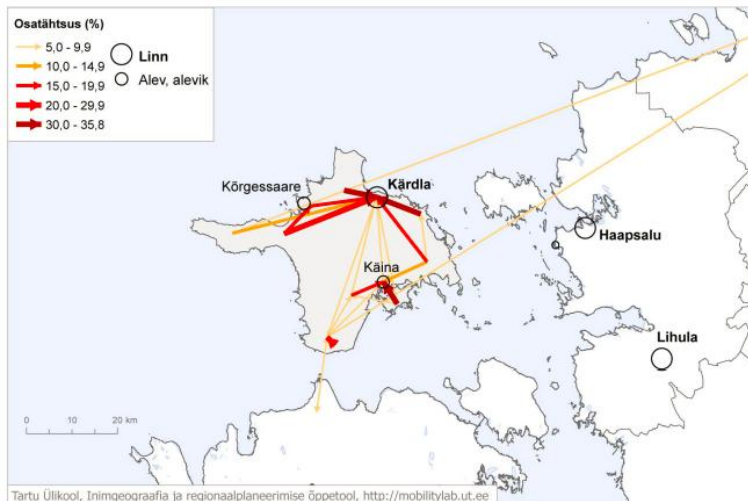 Osatähtsus (%)
5,0 - 9,9
10,0 - 14,9
15,0 - 19,9
20,0 - 29,9
30,0 - 35,8
Linn
Alev, alevik
Kõrgessaare
Kärdla
Käina
Haapsalu
Lihula
0 10 20 km
Tartu Ülikool, Inimgeograafia ja regionaalplaneerimise õppetool, http://mobilitylab.ut.ee